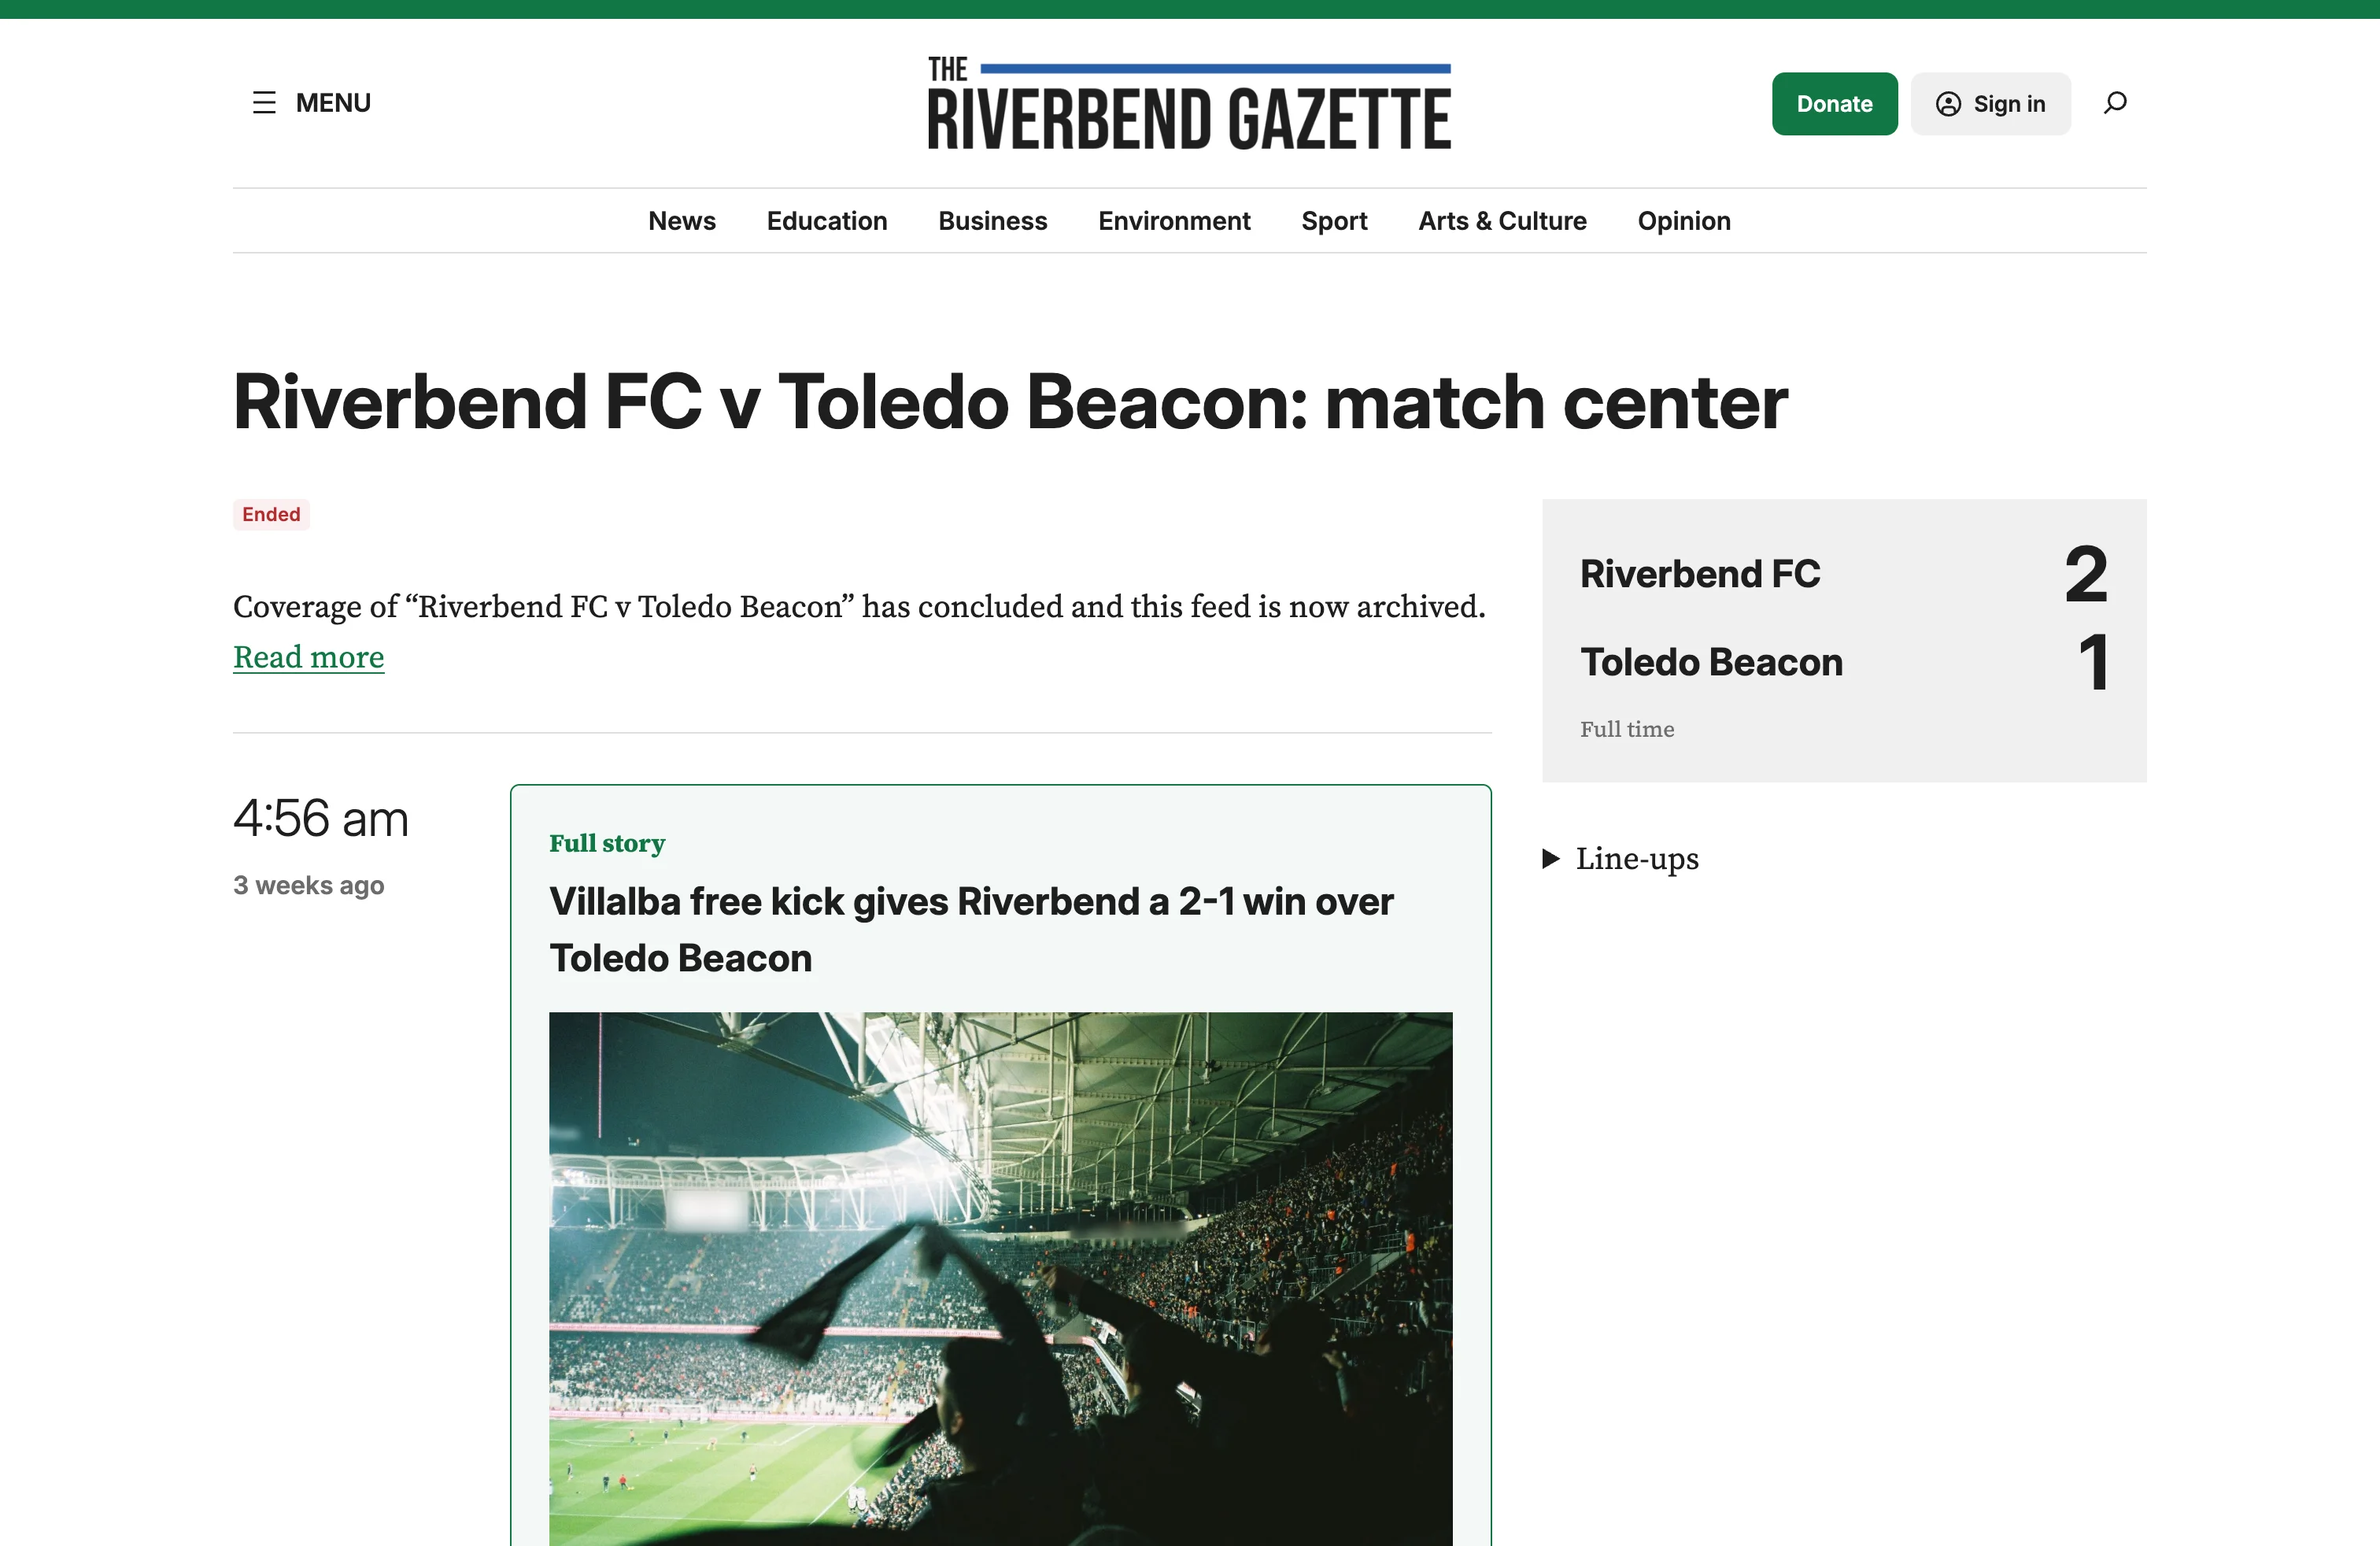 MENU
THE
RIVERBEND GAZETTE
Donate
Sign in
News
Education
Business
Environment
Sport
Arts & Culture
Opinion
Riverbend FC v Toledo Beacon: match center
Ended
Coverage of “Riverbend FC v Toledo Beacon” has concluded and this feed is now archived.
Read more
4:56 am
3 weeks ago
Full story
Villalba free kick gives Riverbend a 2-1 win over
Toledo Beacon
Riverbend FC 2
Toledo Beacon 1
Full time
Line-ups